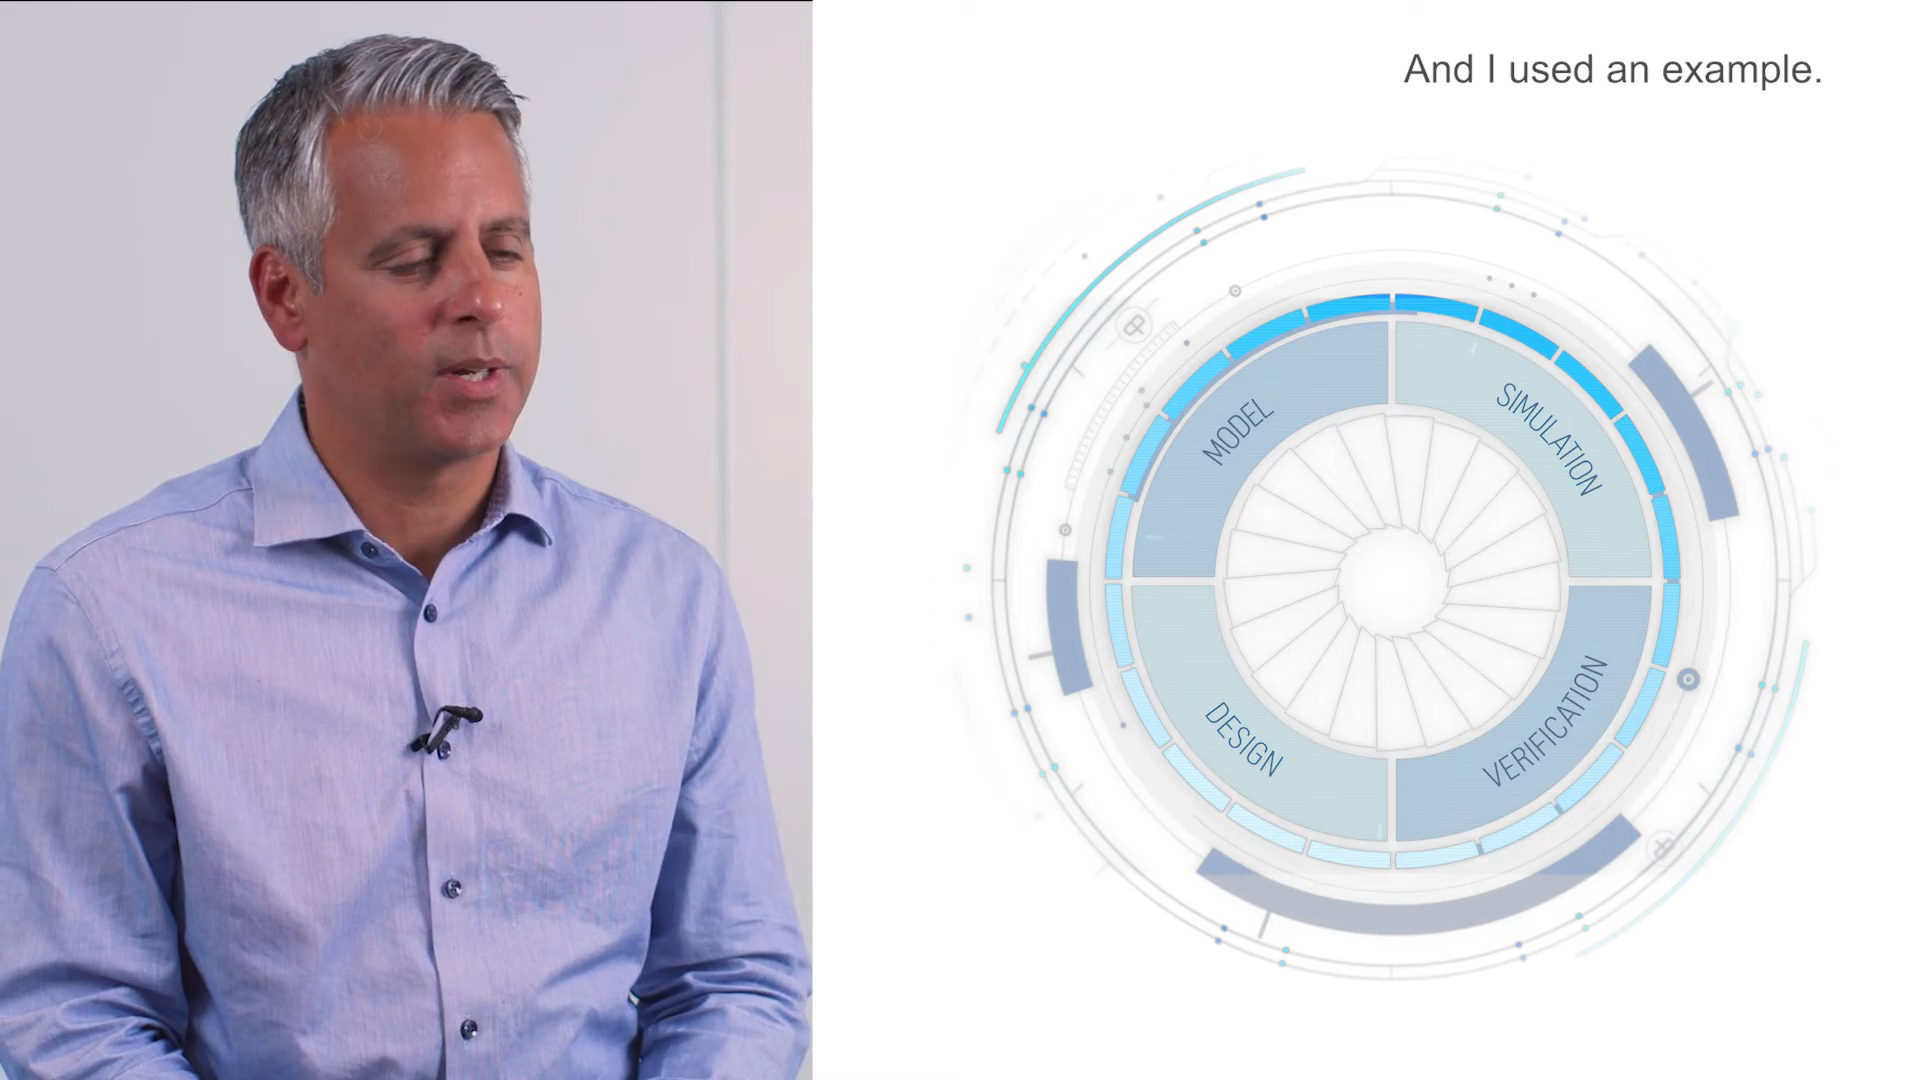 And I used an example.
MODEL
SIMULATION
DESIGN
VERIFICATION